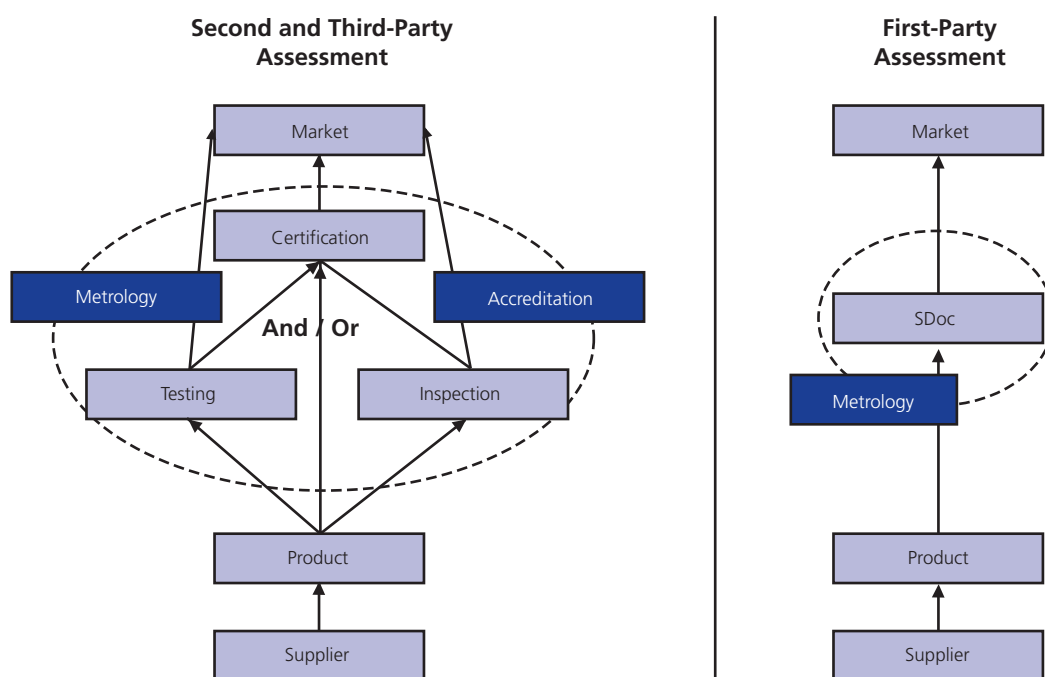 Second and Third-Party
Assessment
Market
Certification
Metrology
Accreditation
And / Or
Testing
Inspection
Product
Supplier
First-Party
Assessment
Market
SDoc
Metrology
Product
Supplier